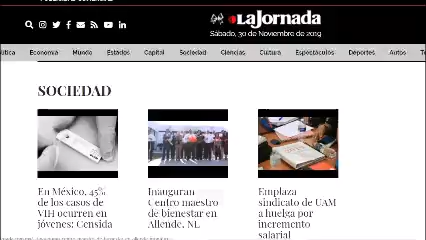 LaJornada
Sábado, 30 de Noviembre de 2019
lítica Economía Mundo Estados Capital Sociedad Ciencias Cultura Espectáculos Deportes Autos T
SOCIEDAD
En México, 45%
de los casos de
VIH ocurren en
jóvenes: Censida
Inauguran
Centro maestro
de bienestar en
Allende, NL
Emplaza
sindicato de UAM
a huelga por
incremento
salarial